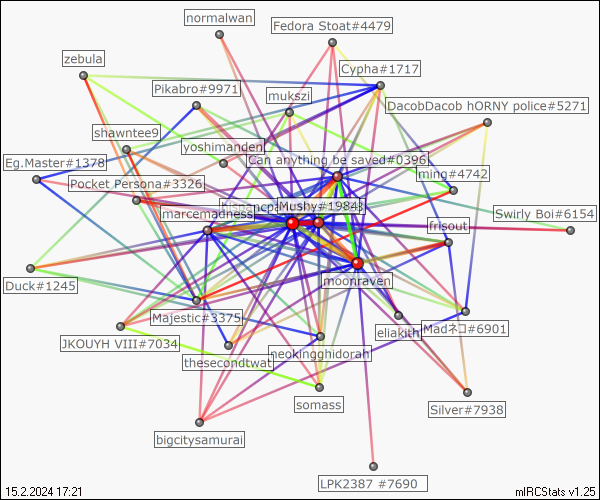 normalwan
Fedora Stoat#4479
zebula
Cypha#1717
Pikabro#9971
mukszi
DacobDacob hORNY police#5271
shawntee9
yoshimanden
Can anything be saved#0396
Eg.Master#1378
ming#4742
Pocket Persona#3326
Mushy#1984
marcemadness
Swirly Boi#6154
frisout
moonraven
Duck#1245
Majestic#3375
eliakith
Madネコ#6901
JKOUYH VIII#7034
neokingghidorah
thesecondtwat
somass
Silver#7938
bigcitysamurai
LPK2387 #7690
15.2.2024 17:21
mIRCStats v1.25